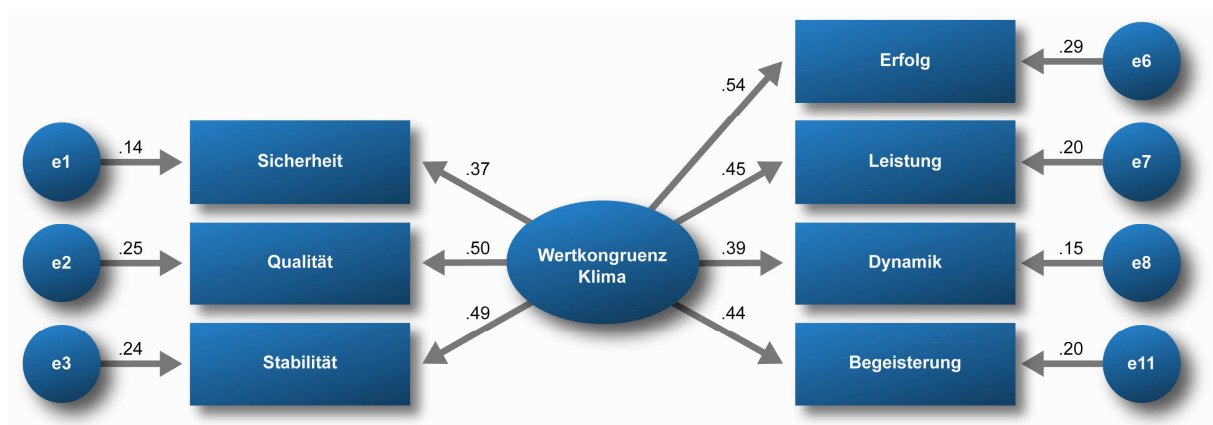 Erfolg
.29
e6
.54
e1
.14
Sicherheit
.37
.45
Leistung
.20
e7
e2
.25
Qualität
.50
Wertkongruenz
Klima
.39
Dynamik
.15
e8
e3
.24
Stabilität
.49
.44
Begeisterung
.20
e11